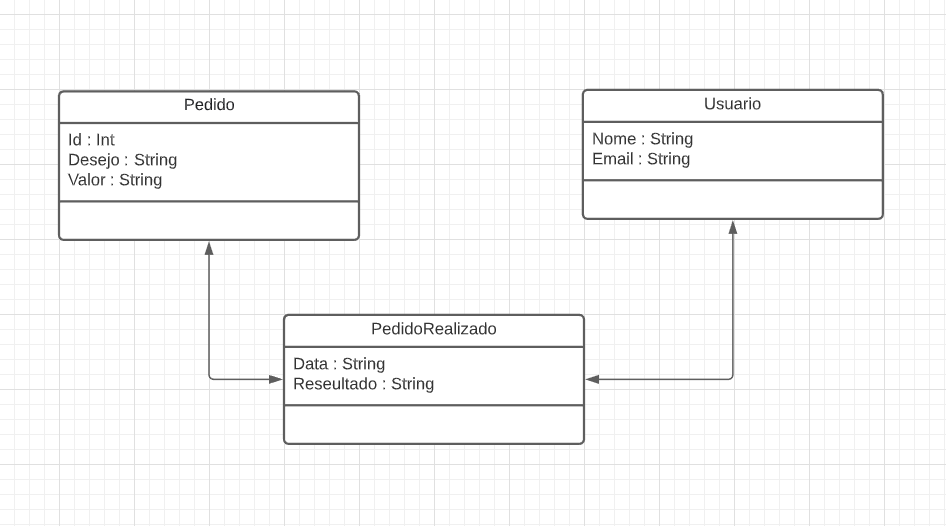 Pedido
Id : Int
Desejo : String
Valor : String
Usuario
Nome : String
Email : String
PedidoRealizado
Data : String
Reseultado : String